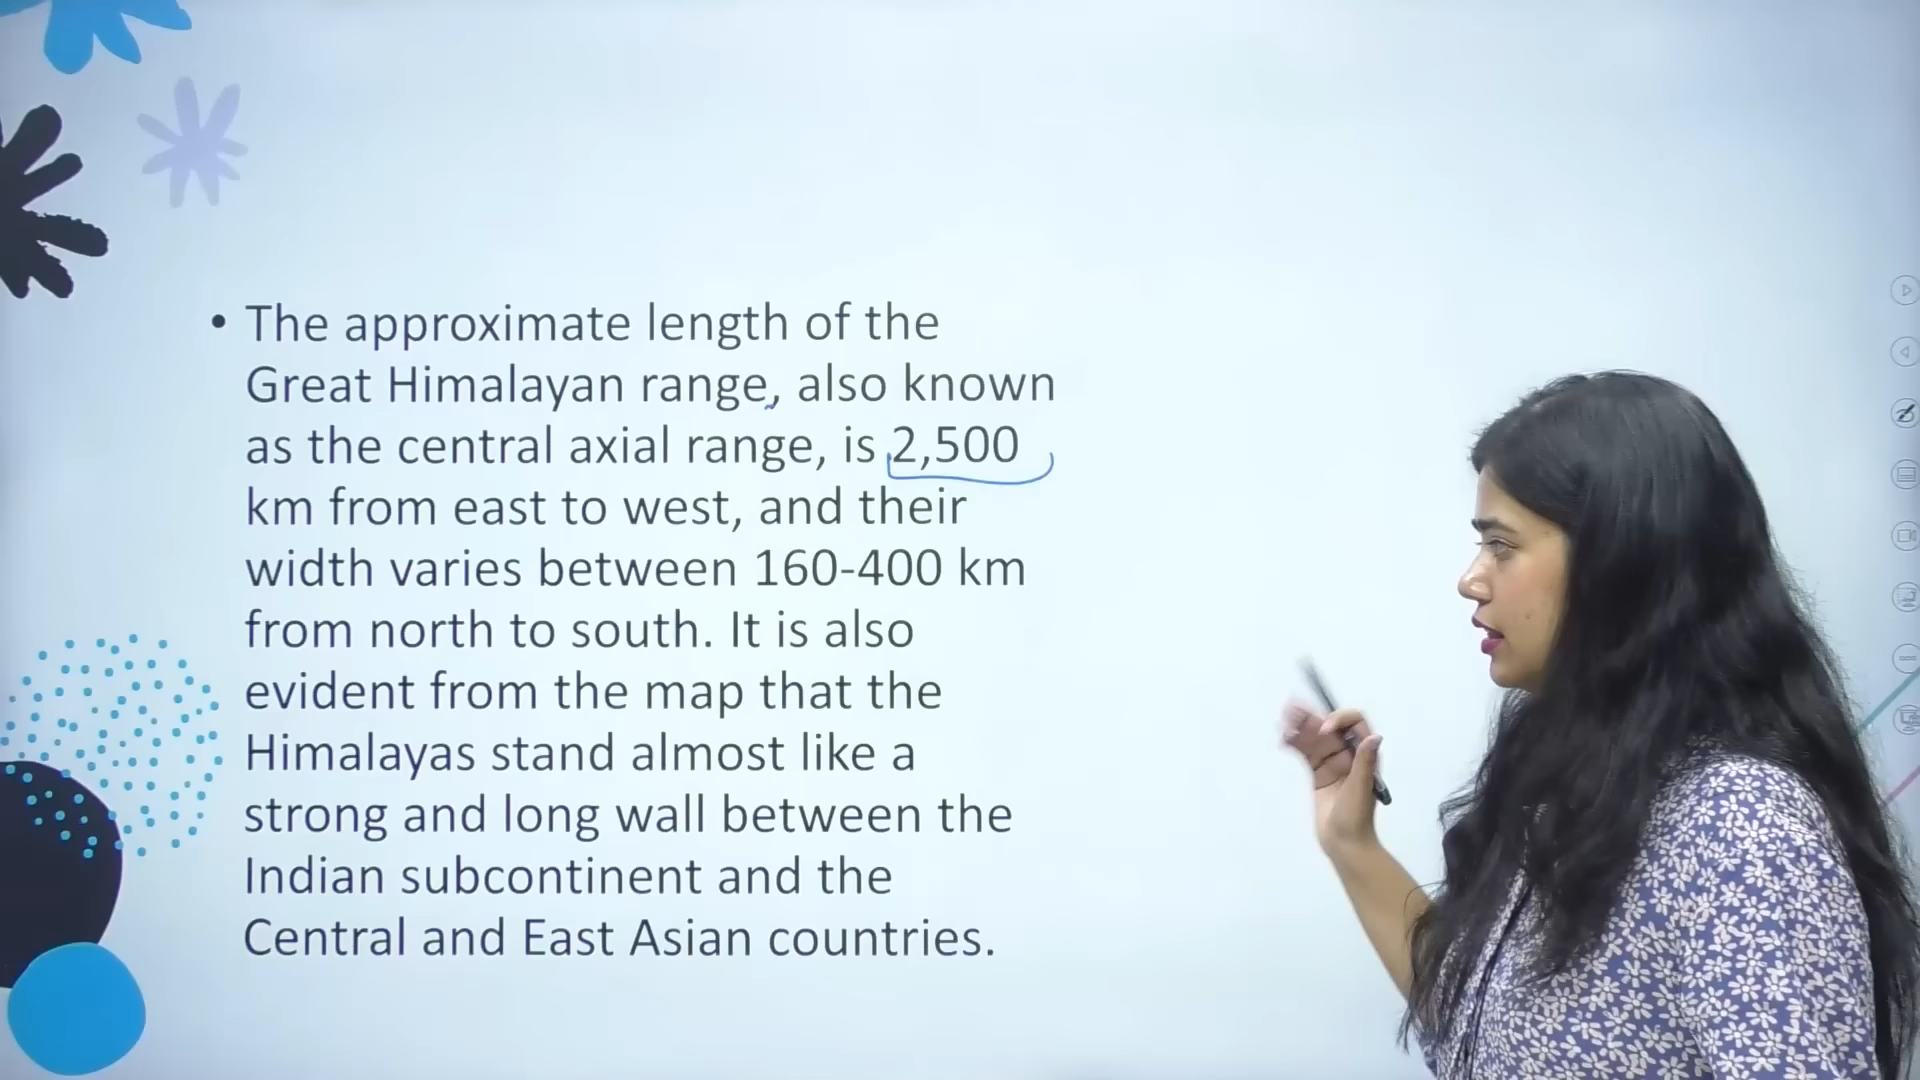 • The approximate length of the
Great Himalayan range, also known
as the central axial range, is 2,500
km from east to west, and their
width varies between 160-400 km
from north to south. It is also
evident from the map that the
Himalayas stand almost like a
strong and long wall between the
Indian subcontinent and the
Central and East Asian countries.